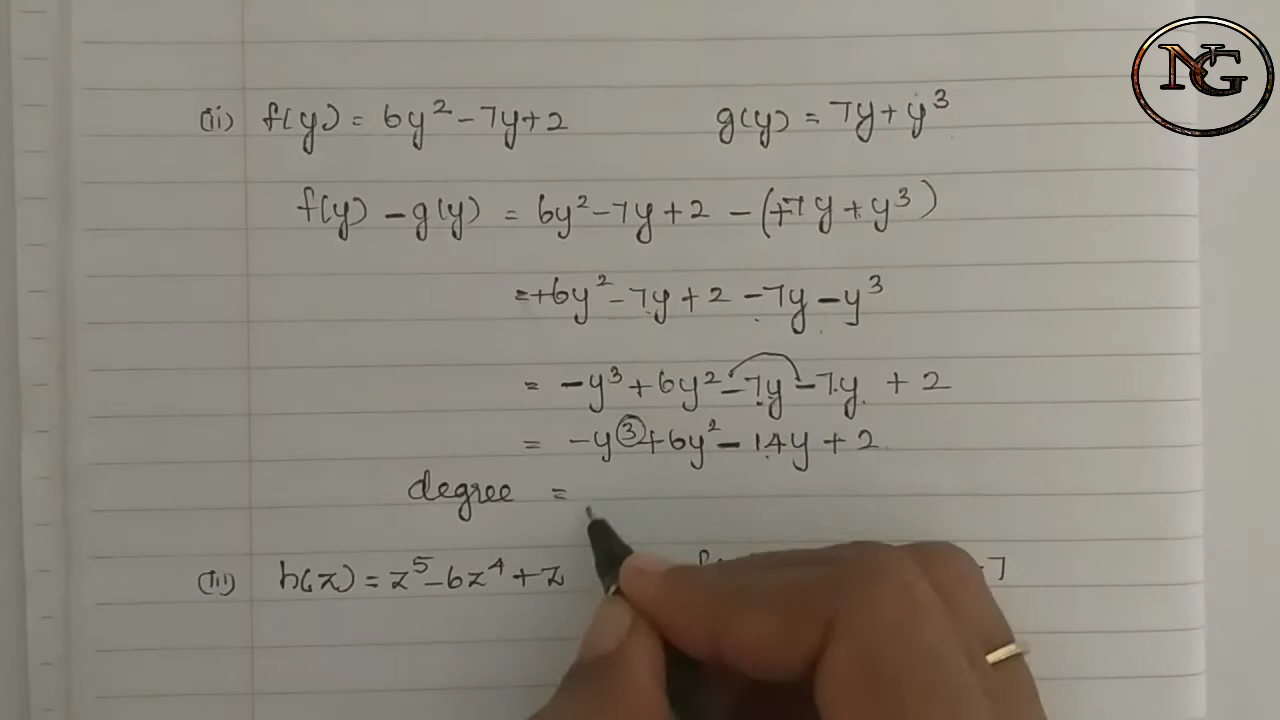 NG
(ii) f(y) = 6y² - 7y + 2 g(y) = 7y + y³
f(y) - g(y) = 6y² - 7y + 2 - (+7y + y³)
= +6y² - 7y + 2 - 7y - y³
= -y³ + 6y² - 7y - 7y + 2
= -y³ + 6y² - 14y + 2
degree =
(iii) h(z) = z⁵ - 6z⁴ + z - 7